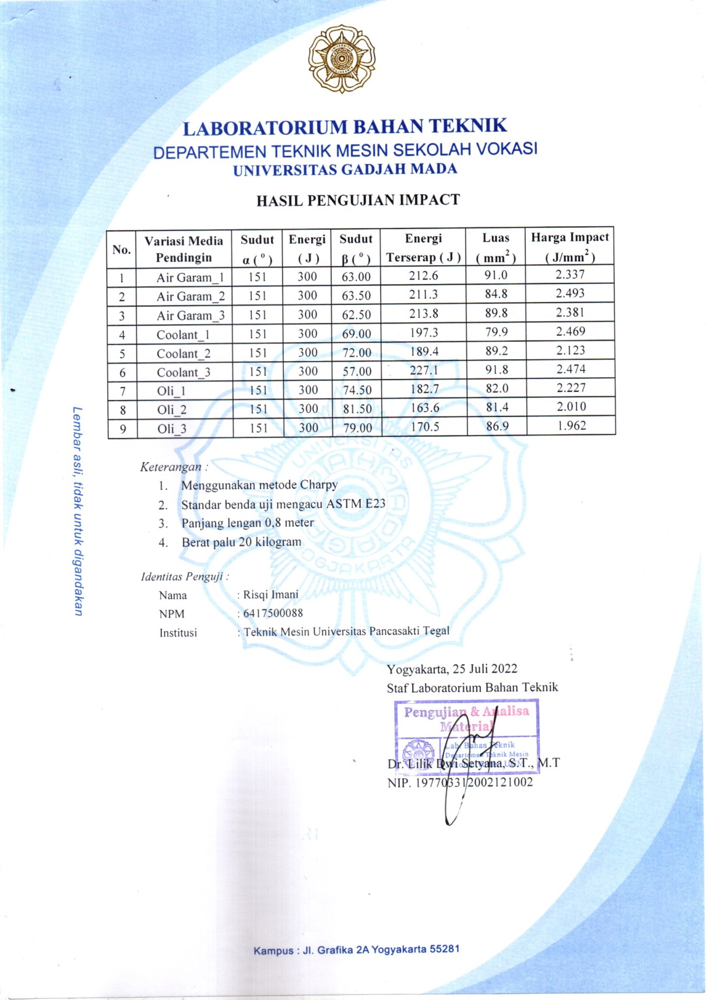 UNIVERSITAS
GADJAH MADA
YOGJAKARTA
LABORATORIUM BAHAN TEKNIK
DEPARTEMEN TEKNIK MESIN SEKOLAH VOKASI
UNIVERSITAS GADJAH MADA
HASIL PENGUJIAN IMPACT
No. Variasi Media Pendingin Sudut α ( º ) Energi ( J ) Sudut β ( º ) Energi Terserap ( J ) Luas ( mm² ) Harga Impact ( J/mm² )
1 Air Garam_1 151 300 63.00 212.6 91.0 2.337
2 Air Garam_2 151 300 63.50 211.3 84.8 2.493
3 Air Garam_3 151 300 62.50 213.8 89.8 2.381
4 Coolant_1 151 300 69.00 197.3 79.9 2.469
5 Coolant_2 151 300 72.00 189.4 89.2 2.123
6 Coolant_3 151 300 57.00 227.1 91.8 2.474
7 Oli_1 151 300 74.50 182.7 82.0 2.227
8 Oli_2 151 300 81.50 163.6 81.4 2.010
9 Oli_3 151 300 79.00 170.5 86.9 1.962
Lembar asli, tidak untuk digandakan
Keterangan :
1. Menggunakan metode Charpy
2. Standar benda uji mengacu ASTM E23
3. Panjang lengan 0,8 meter
4. Berat palu 20 kilogram
Identitas Penguji :
Nama : Risqi Imani
NPM : 6417500088
Institusi : Teknik Mesin Universitas Pancasakti Tegal
Yogyakarta, 25 Juli 2022
Staf Laboratorium Bahan Teknik
Pengujian & Analisa
Material
Lab. Bahan Teknik
Departemen Teknik Mesin
Dr. Lilik Dwi Setyana, S.T., M.T
NIP. 197703312002121002
Kampus : Jl. Grafika 2A Yogyakarta 55281